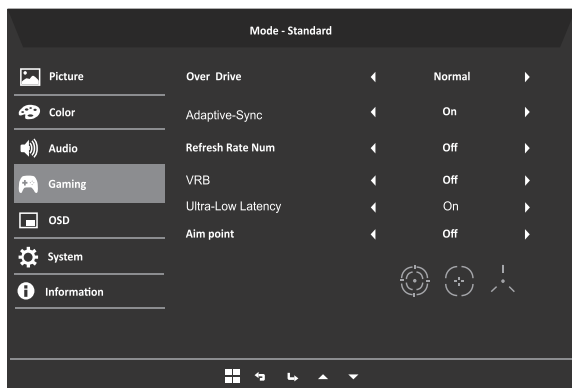 Mode - Standard
Picture
Over Drive Normal
Color
Adaptive-Sync On
Audio
Refresh Rate Num Off
Gaming
VRB Off
Ultra-Low Latency On
OSD
Aim point Off
System
Information